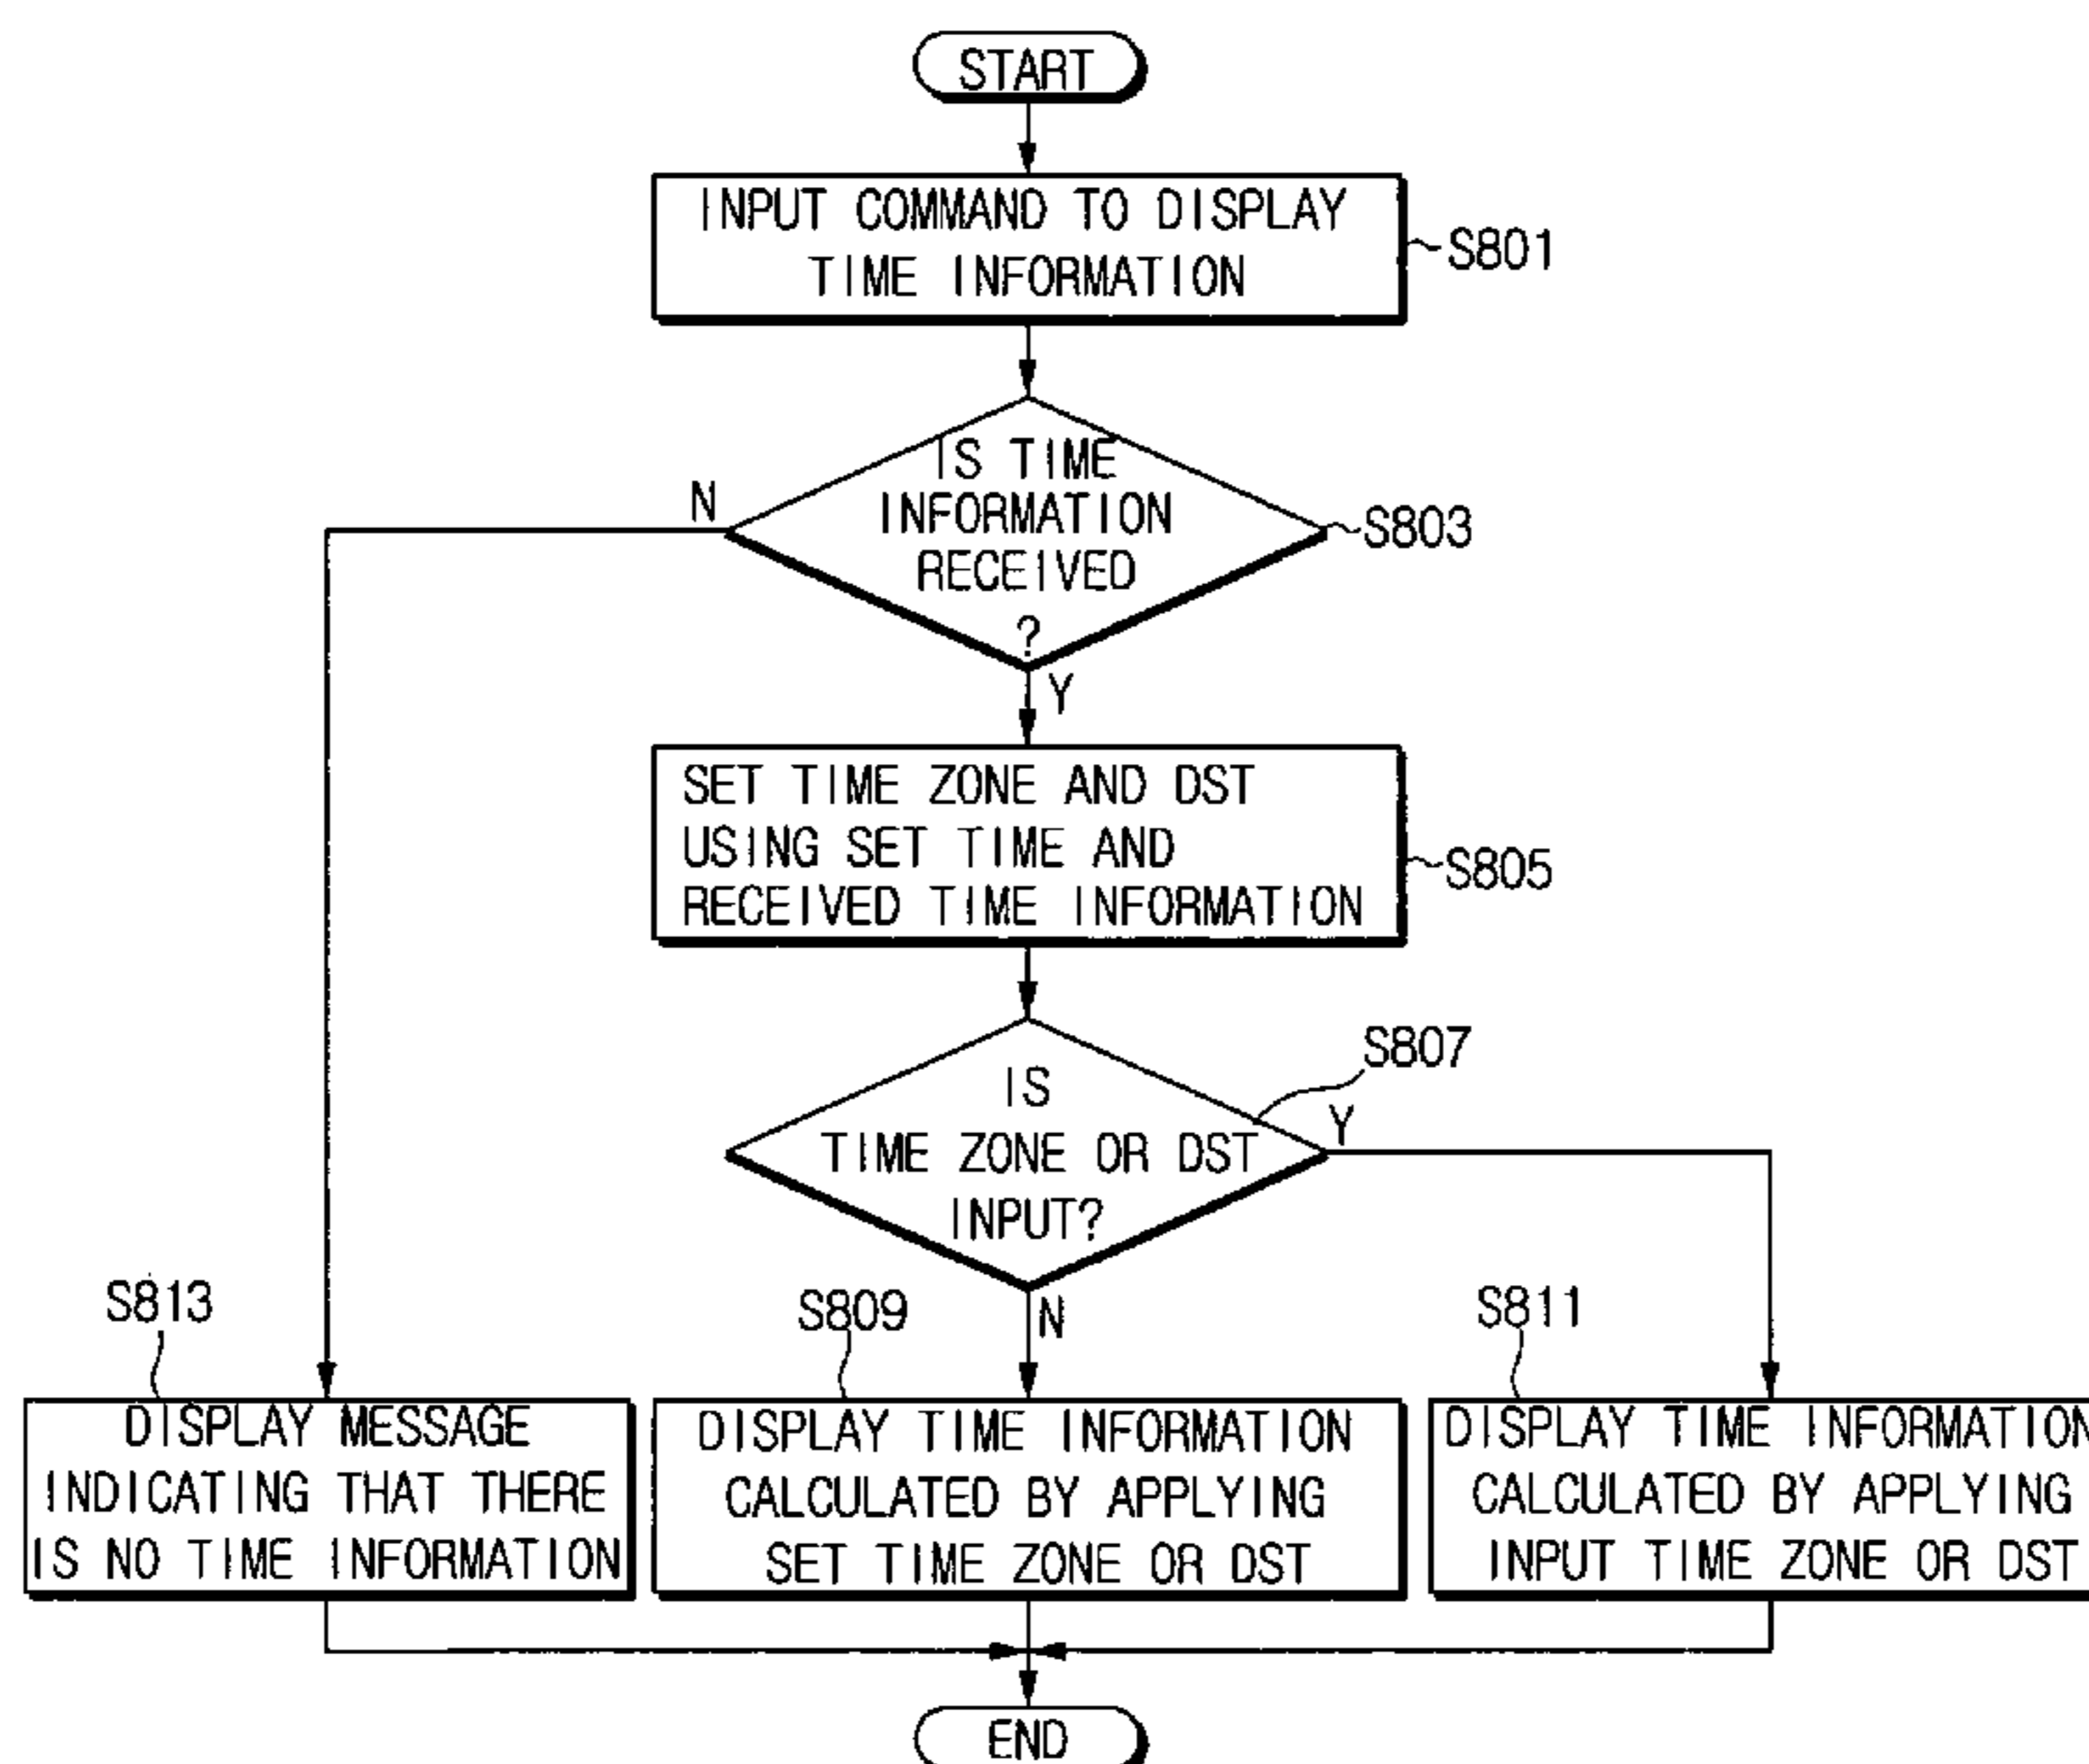 START
INPUT COMMAND TO DISPLAY
TIME INFORMATION
S801
IS TIME
INFORMATION
RECEIVED
?
S803
N
Y
SET TIME ZONE AND DST
USING SET TIME AND
RECEIVED TIME INFORMATION
S805
IS
TIME ZONE OR DST
INPUT?
S807
Y
N
S813
DISPLAY MESSAGE
INDICATING THAT THERE
IS NO TIME INFORMATION
S809
DISPLAY TIME INFORMATION
CALCULATED BY APPLYING
SET TIME ZONE OR DST
S811
DISPLAY TIME INFORMATION
CALCULATED BY APPLYING
INPUT TIME ZONE OR DST
END